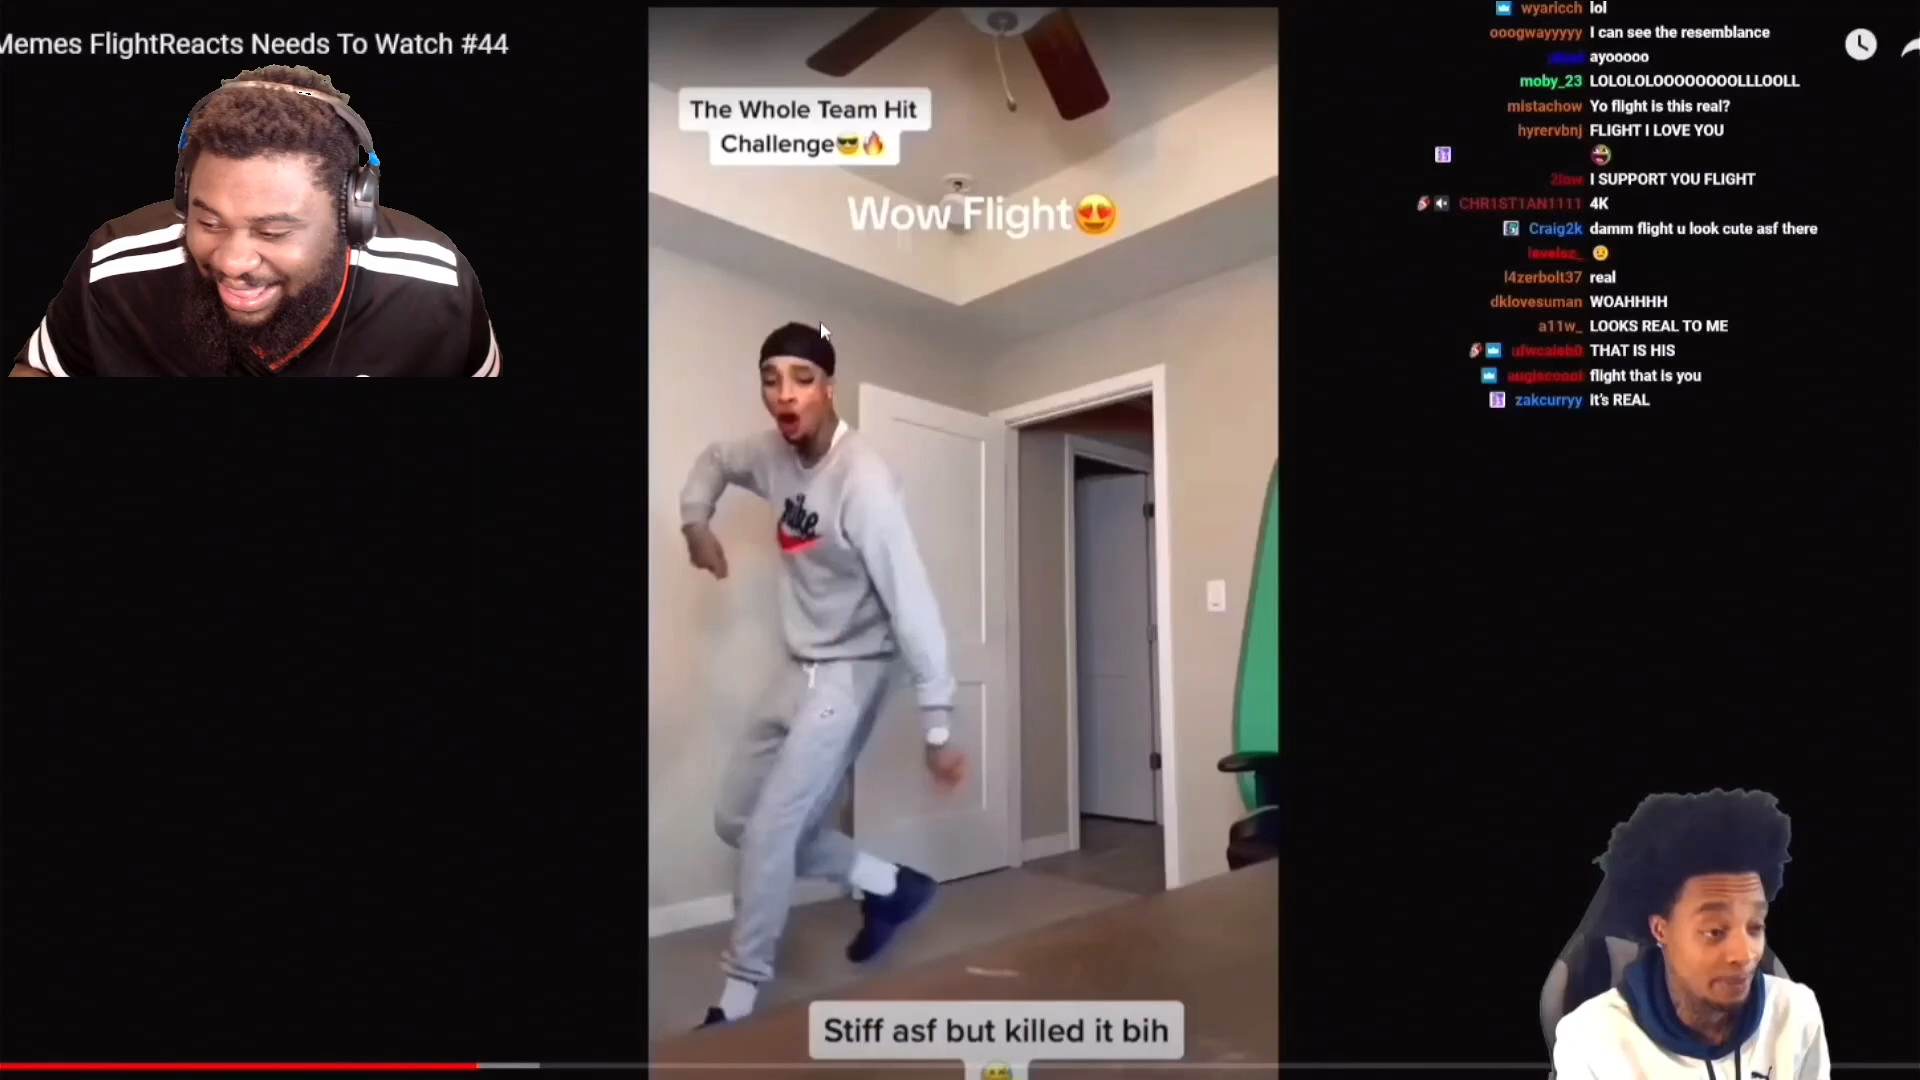 Memes FlightReacts Needs To Watch #44
The Whole Team Hit
Challenge😎🔥
Wow Flight😍
Nike
Stiff asf but killed it bih
wyaricch lol
ooogwayyyyy I can see the resemblance
ayooooo
moby_23 LOLOLOLOOOOOOOOLLLOOLL
mistachow Yo flight is this real?
hyrervbnj FLIGHT I LOVE YOU
2low I SUPPORT YOU FLIGHT
CHR1ST1AN1111 4K
Craig2k damm flight u look cute asf there
levelsz_
l4zerbolt37 real
dklovesuman WOAHHHH
a11w_ LOOKS REAL TO ME
ufwcaleb0 THAT IS HIS
flight that is you
zakcurryy It's REAL